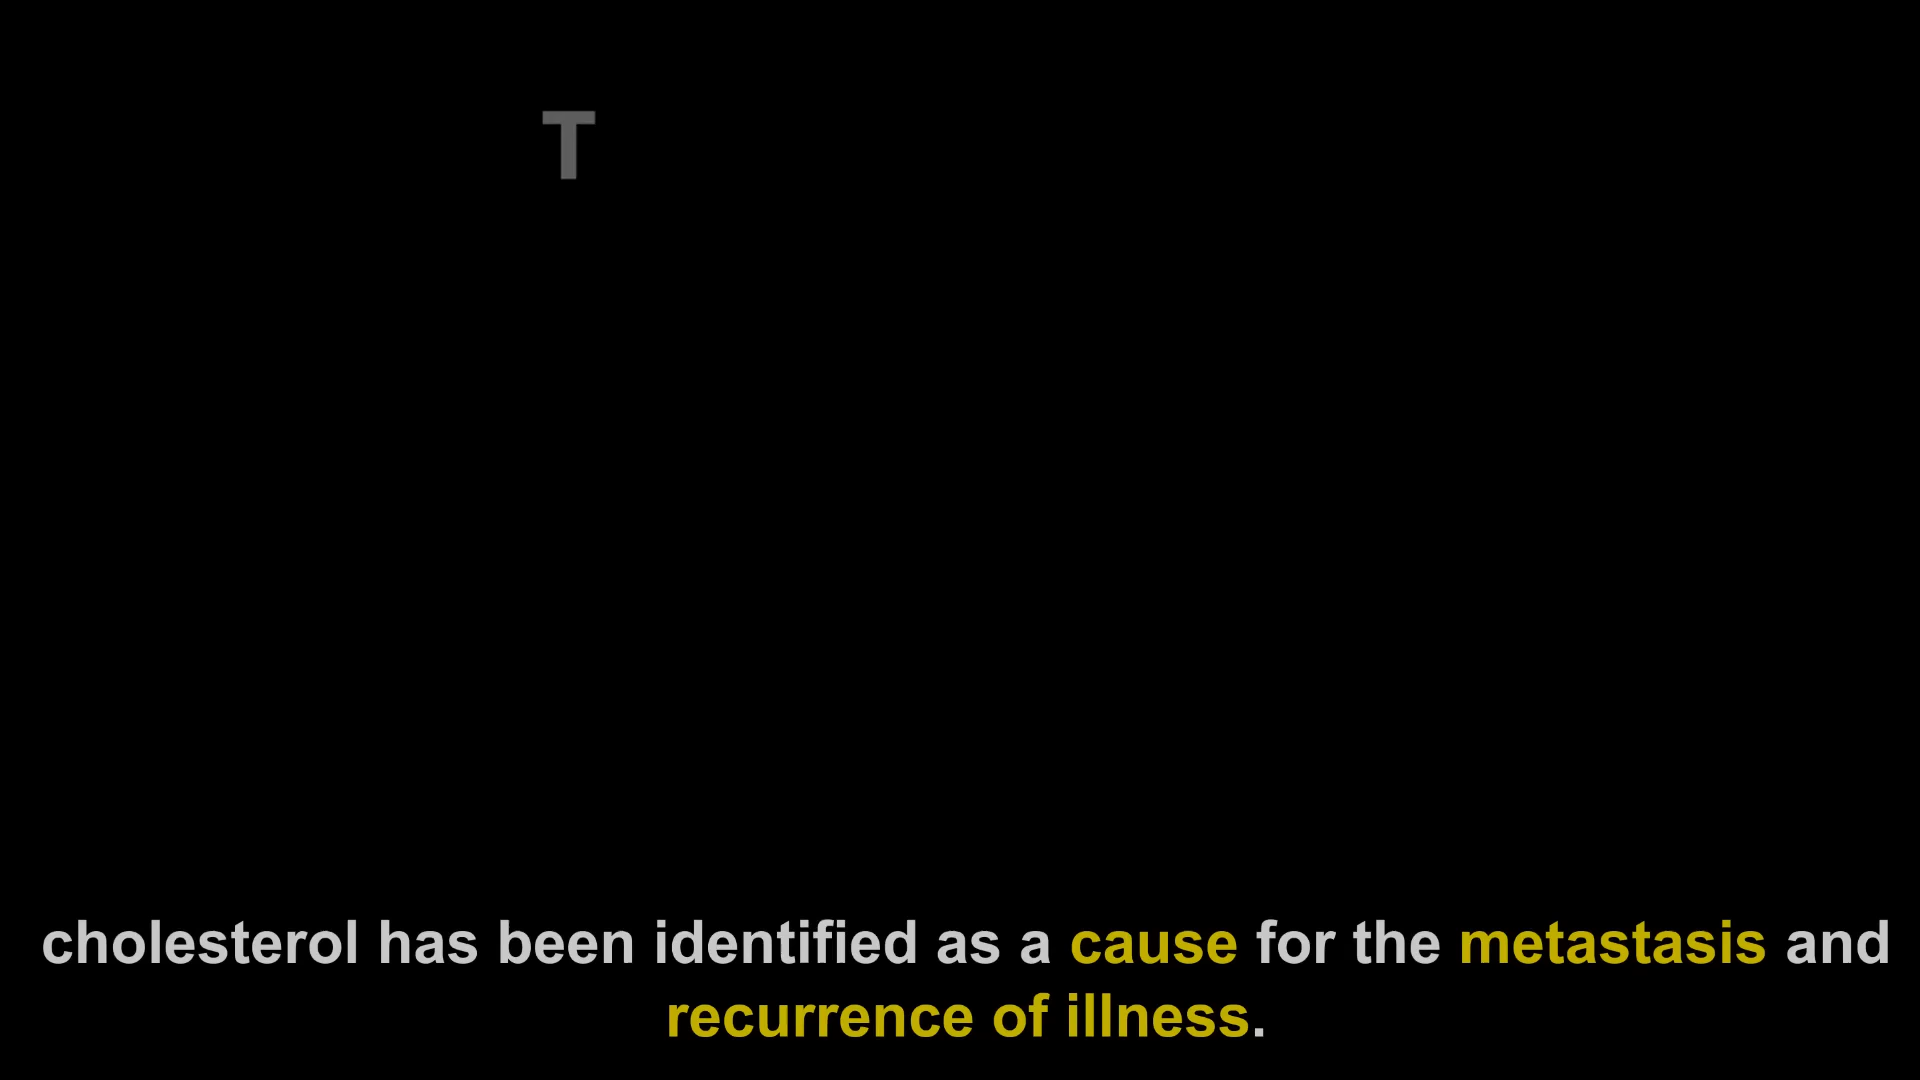 T
cholesterol has been identified as a cause for the metastasis and
recurrence of illness.